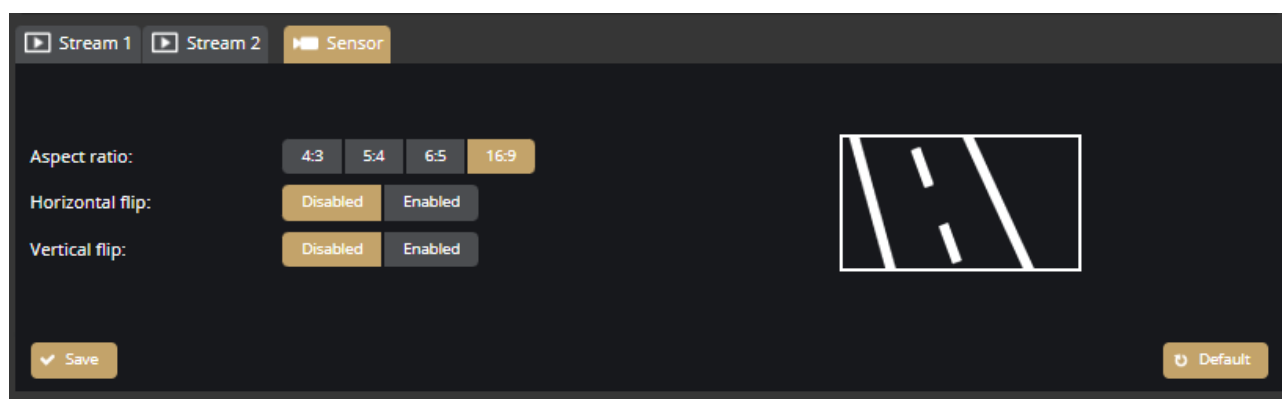 Stream 1 Stream 2 Sensor
Aspect ratio: 4:3 5:4 6:5 16:9
Horizontal flip: Disabled Enabled
Vertical flip: Disabled Enabled
Save Default